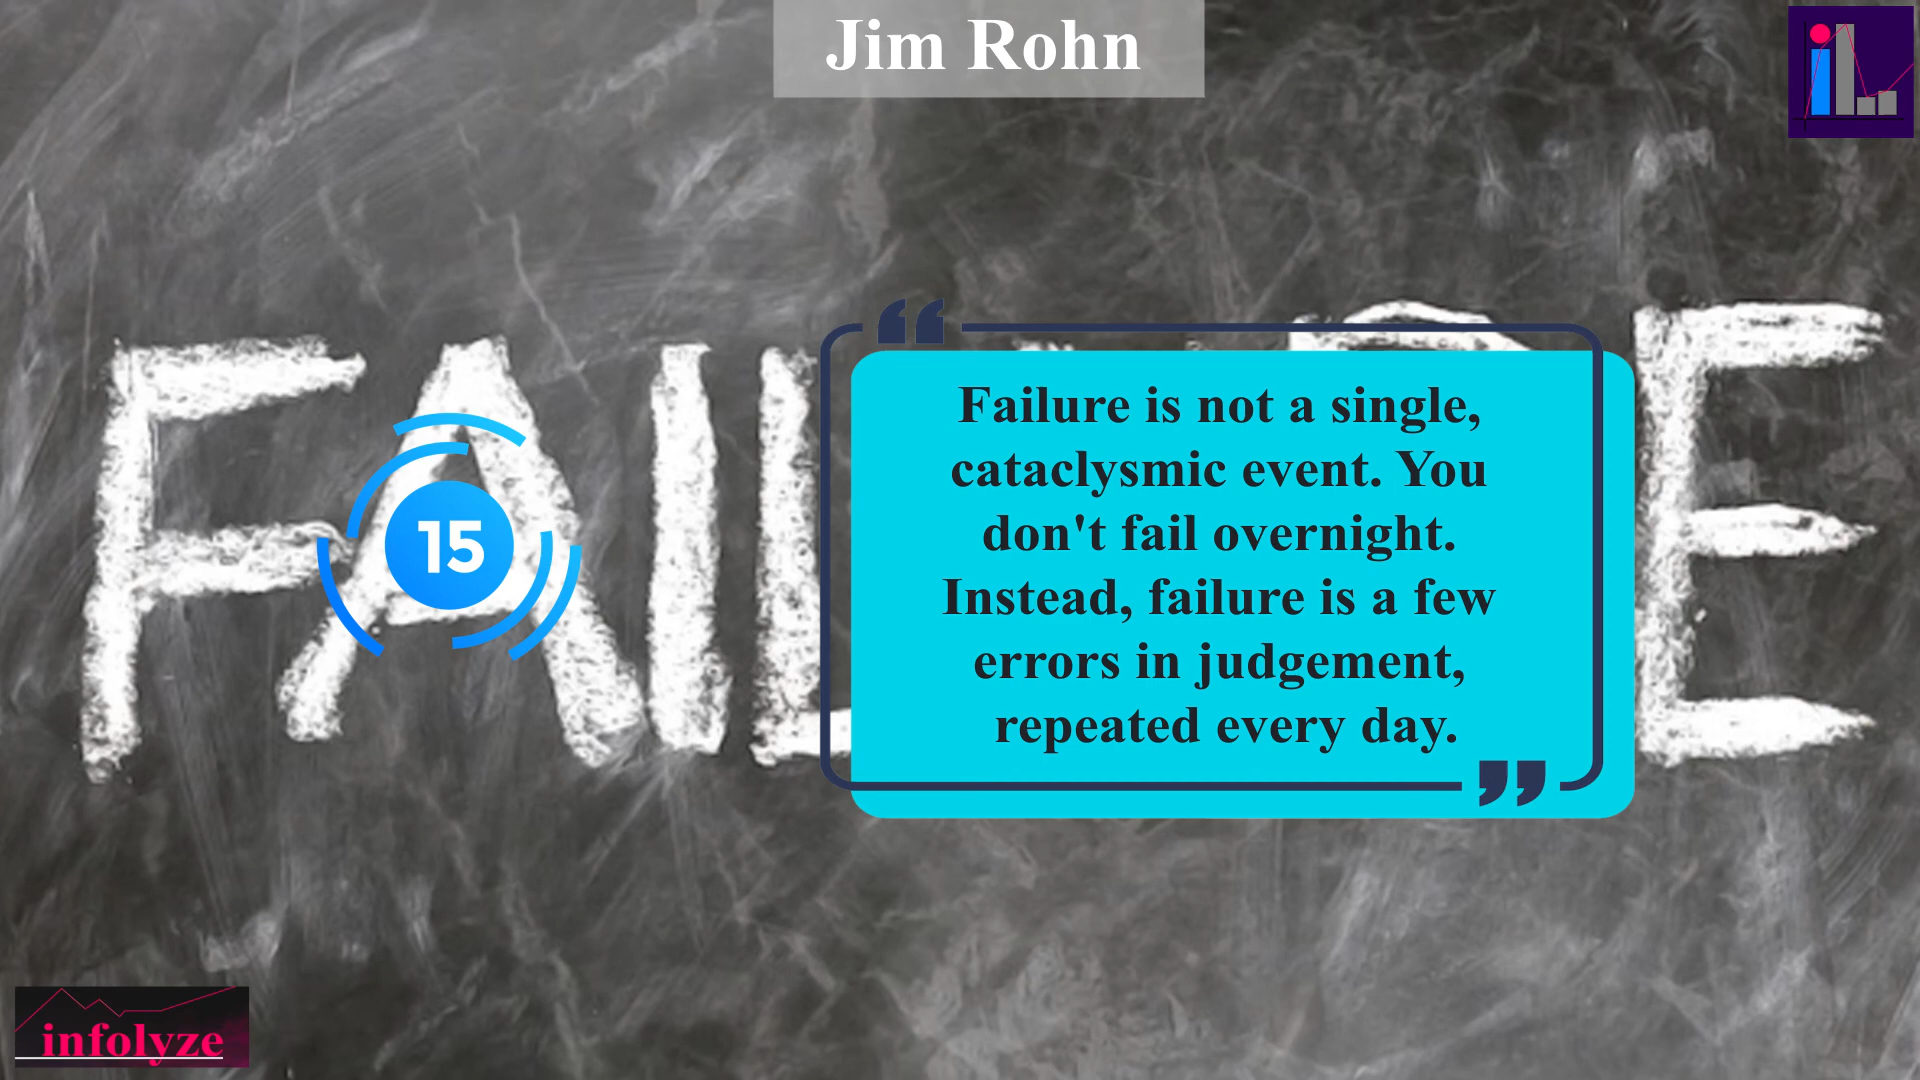 Jim Rohn
FAIL
E
15
Failure is not a single,
cataclysmic event. You
don't fail overnight.
Instead, failure is a few
errors in judgement,
repeated every day.
infolyze